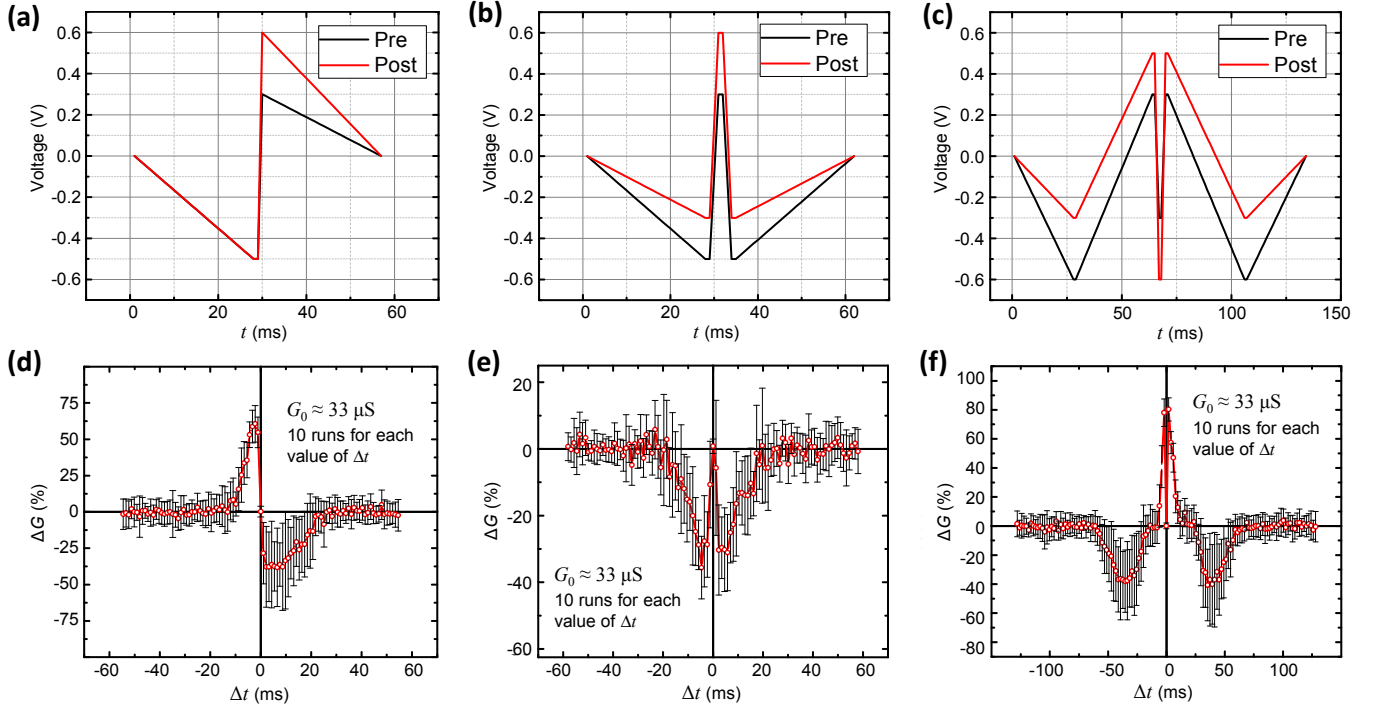 (a)
0.6
0.4
0.2
0.0
-0.2
-0.4
-0.6
Voltage (V)
Pre
Post
0
20
40
60
t (ms)
(b)
0.6
0.4
0.2
0.0
-0.2
-0.4
-0.6
Voltage (V)
Pre
Post
0
20
40
60
t (ms)
(c)
0.6
0.4
0.2
0.0
-0.2
-0.4
-0.6
Voltage (V)
Pre
Post
0
50
100
150
t (ms)
(d)
75
50
25
0
-25
-50
-75
ΔG (%)
G₀ ≈ 33 μS
10 runs for each
value of Δt
-60
-40
-20
0
20
40
60
Δt (ms)
(e)
20
0
-20
-40
-60
ΔG (%)
G₀ ≈ 33 μS
10 runs for each
value of Δt
-60
-40
-20
0
20
40
60
Δt (ms)
(f)
100
80
60
40
20
0
-20
-40
-60
-80
ΔG (%)
G₀ ≈ 33 μS
10 runs for each
value of Δt
-100
-50
0
50
100
Δt (ms)